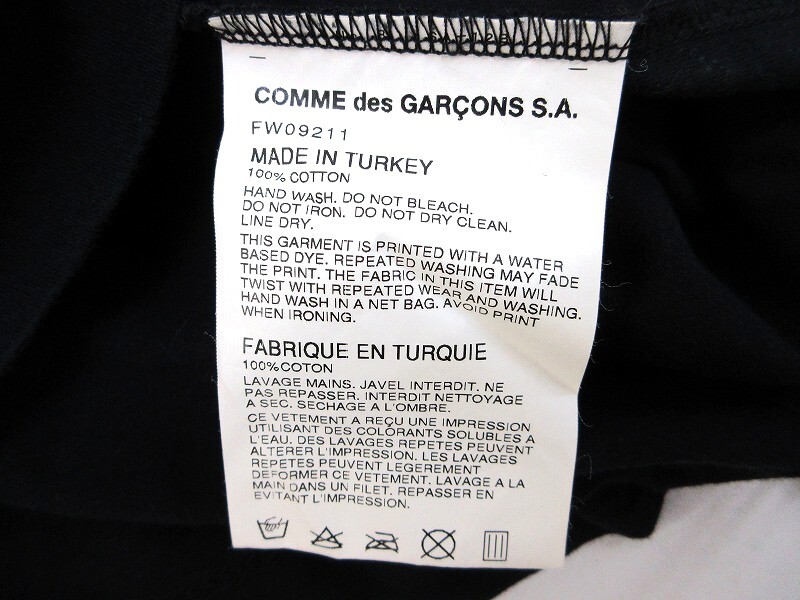 COMME des GARÇONS S.A.
FW09211
MADE IN TURKEY
100% COTTON
HAND WASH. DO NOT BLEACH.
DO NOT IRON. DO NOT DRY CLEAN.
LINE DRY.
THIS GARMENT IS PRINTED WITH A WATER
BASED DYE. REPEATED WASHING MAY FADE
THE PRINT. THE FABRIC IN THIS ITEM WILL
TWIST WITH REPEATED WEAR AND WASHING.
HAND WASH IN A NET BAG. AVOID PRINT
WHEN IRONING.
FABRIQUE EN TURQUIE
100%COTON
LAVAGE MAINS. JAVEL INTERDIT. NE
PAS REPASSER. INTERDIT NETTOYAGE
A SEC. SECHAGE A L'OMBRE.
CE VETEMENT A REÇU UNE IMPRESSION
UTILISANT DES COLORANTS SOLUBLES A
L'EAU. DES LAVAGES REPETES PEUVENT
ALTERER L'IMPRESSION. LES LAVAGES
REPETES PEUVENT LEGEREMENT
DEFORMER CE VETEMENT. LAVAGE A LA
MAIN DANS UN FILET. REPASSER EN
EVITANT L'IMPRESSION.